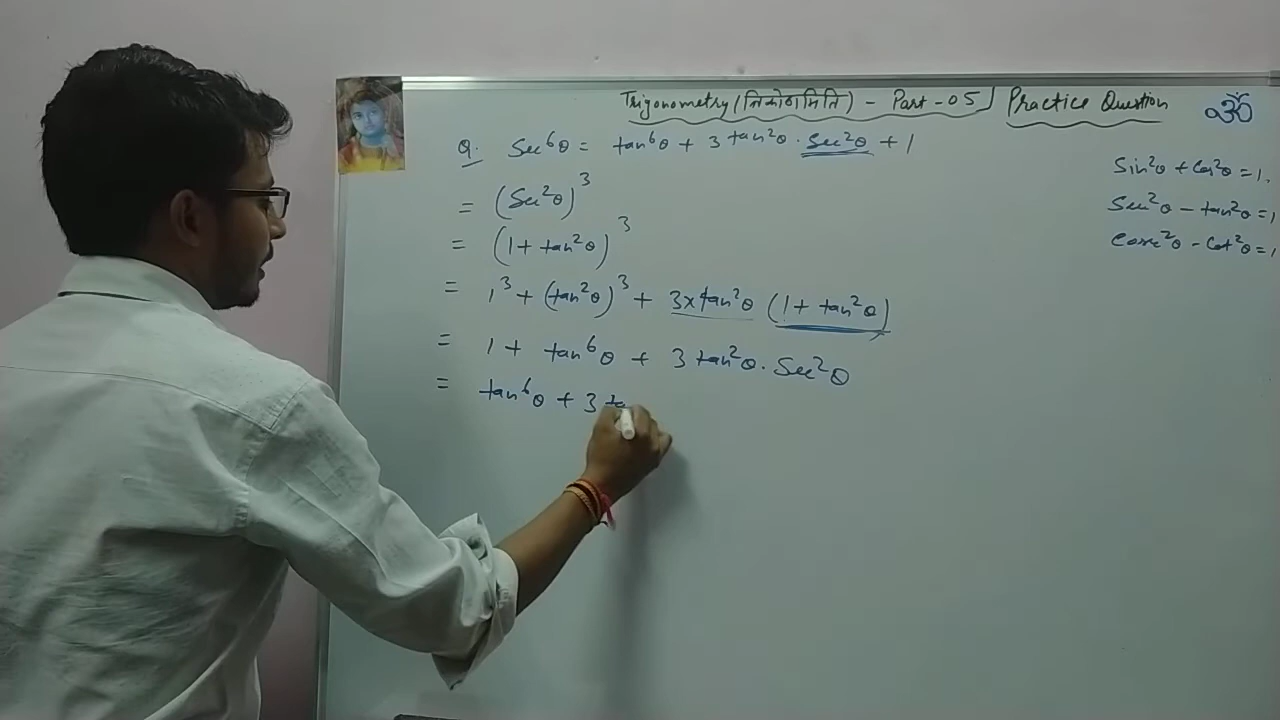 Trigonometry (त्रिकोणमिति) - Part - 05 / Practice Question
ॐ
Q. Sec⁶θ = tan⁶θ + 3 tan²θ · Sec²θ + 1
= (Sec²θ)³
= (1 + tan²θ)³
= 1³ + (tan²θ)³ + 3 × tan²θ (1 + tan²θ)
= 1 + tan⁶θ + 3 tan²θ · Sec²θ
= tan⁶θ + 3 t
Sin²θ + Cos²θ = 1.
Sec²θ - tan²θ = 1
Cosec²θ - Cot²θ = 1